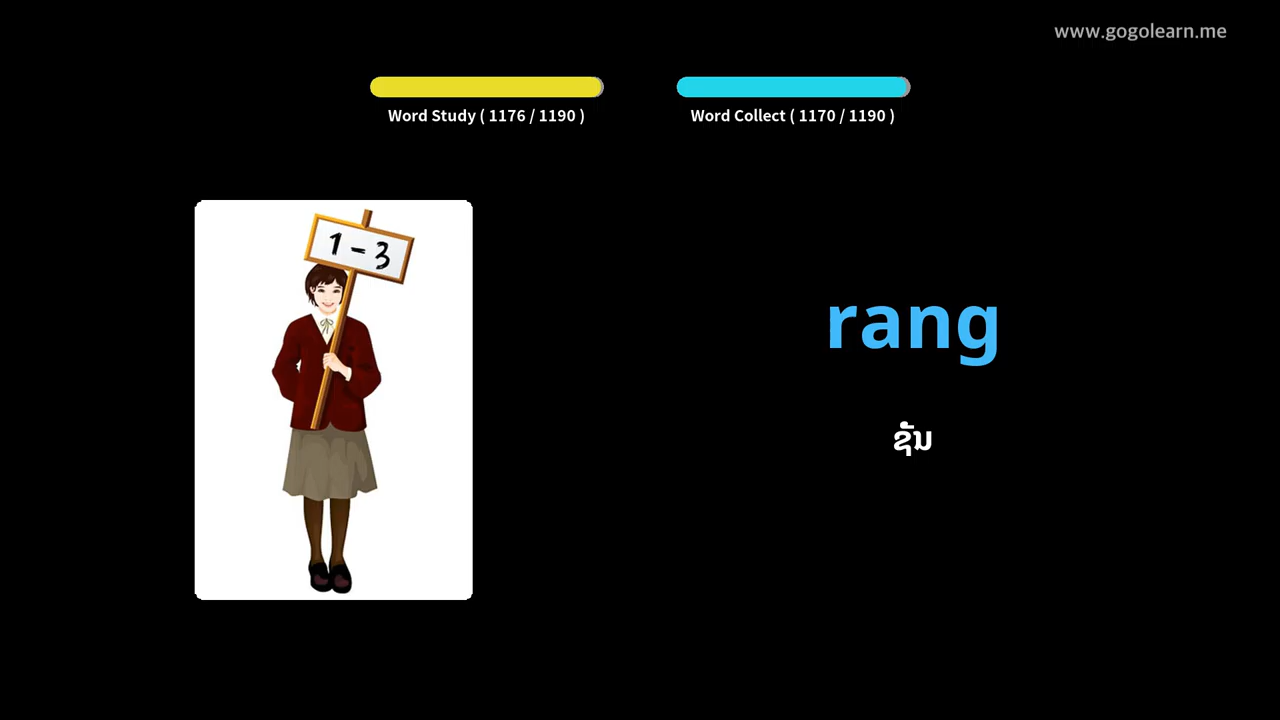 www.gogolearn.me
Word Study ( 1176 / 1190 )
Word Collect ( 1170 / 1190 )
1 - 3
rang
ຊັ້ນ